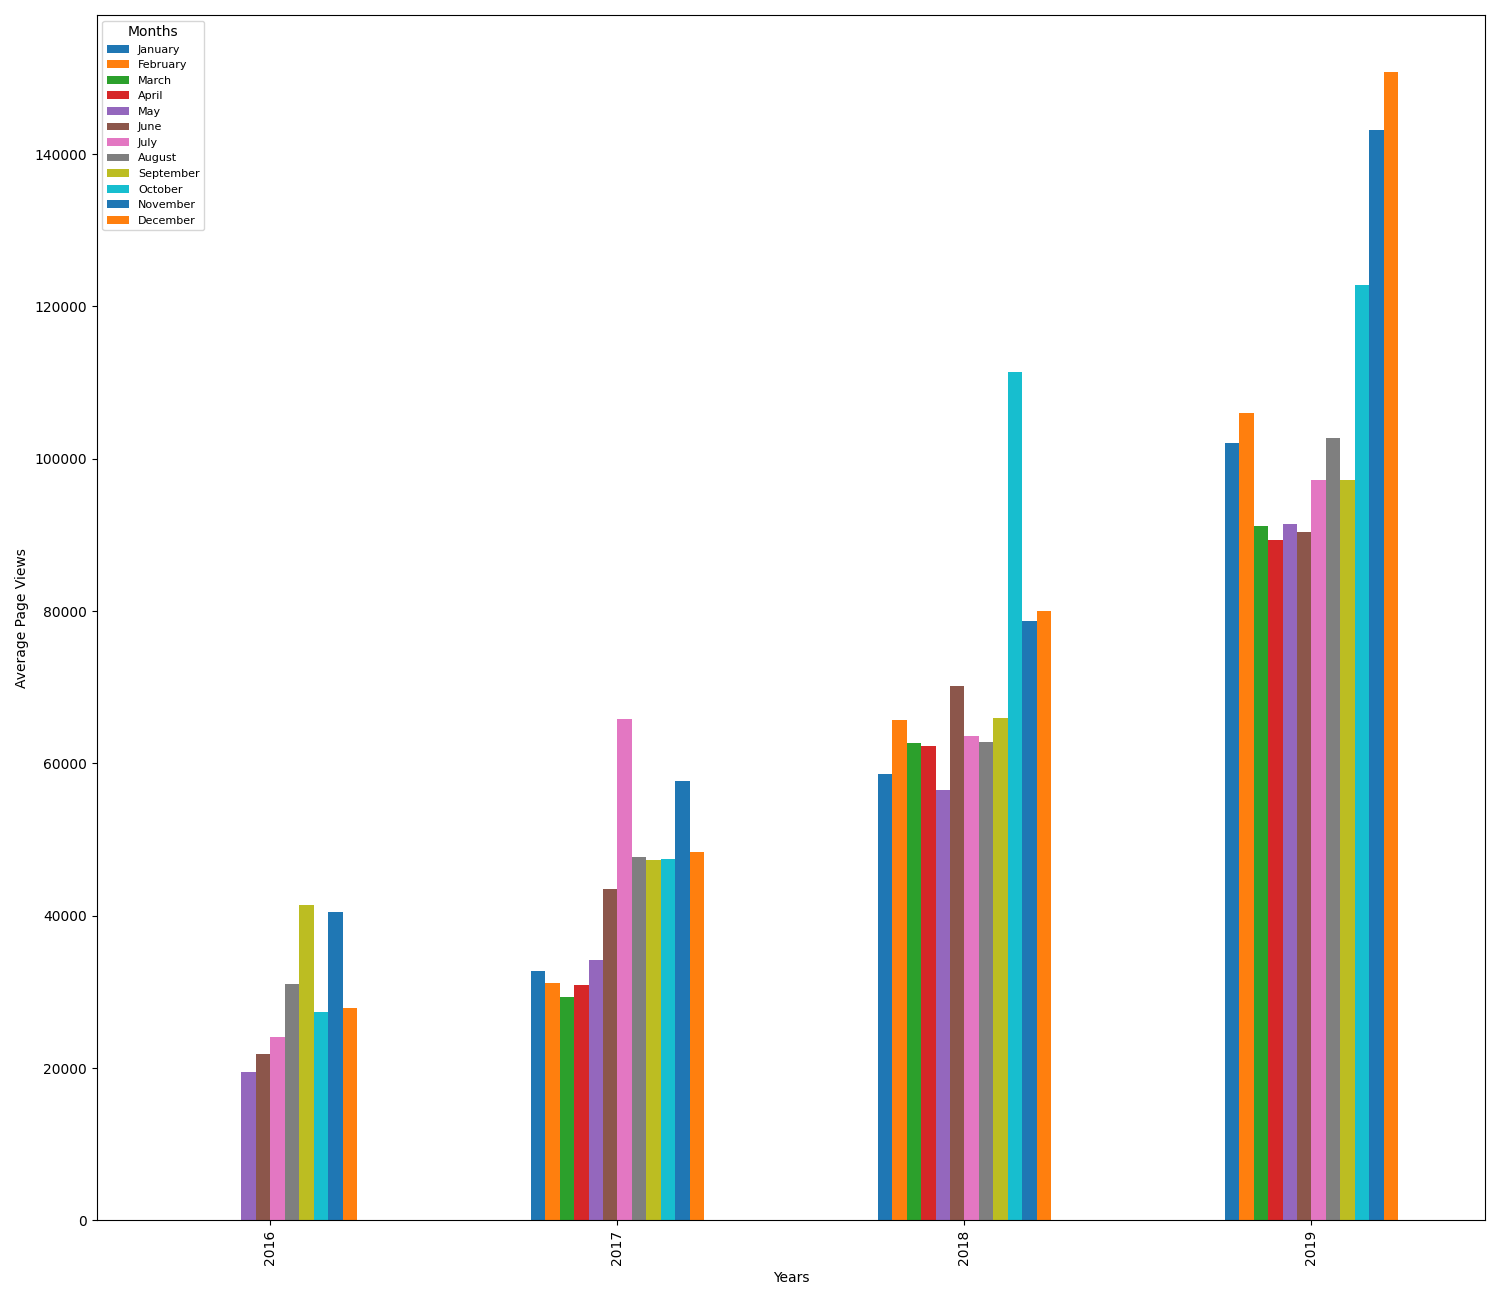 Months
January
February
March
April
May
June
July
August
September
October
November
December
140000
120000
100000
80000
60000
40000
20000
0
Average Page Views
2016
2017
2018
2019
Years